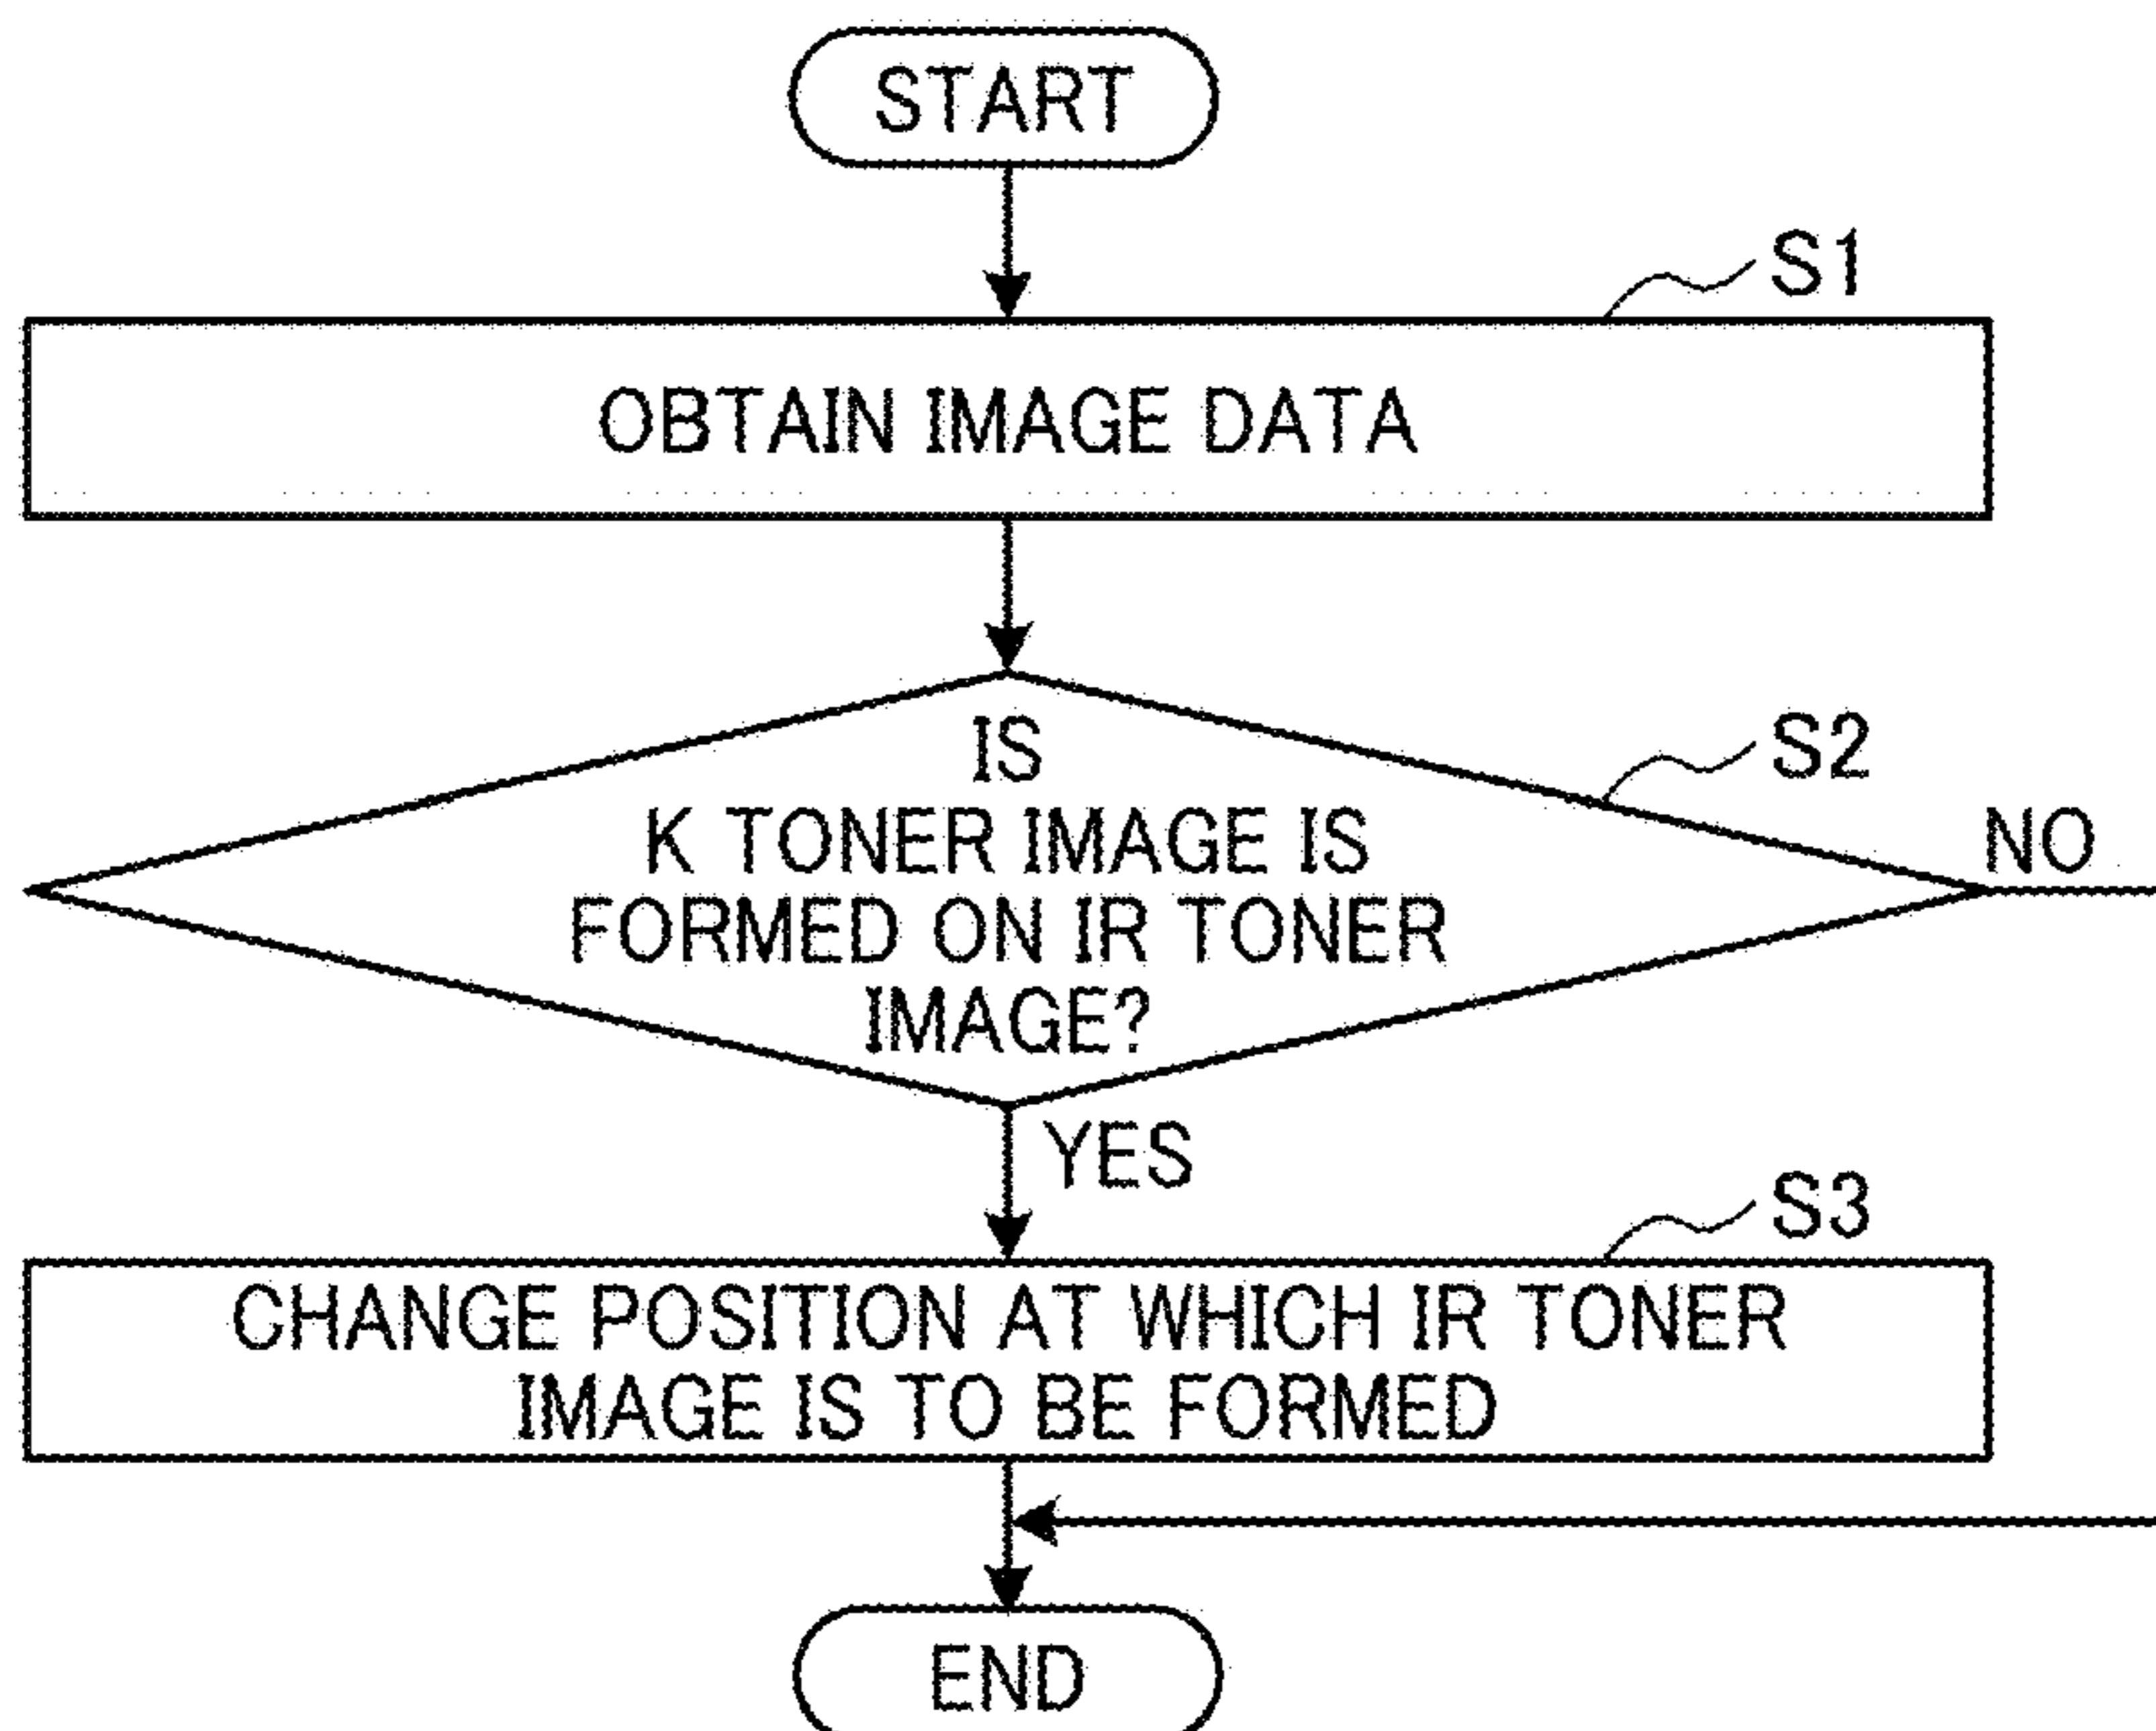 START
S1
OBTAIN IMAGE DATA
S2
IS
K TONER IMAGE IS
FORMED ON IR TONER
IMAGE?
NO
YES
S3
CHANGE POSITION AT WHICH IR TONER
IMAGE IS TO BE FORMED
END